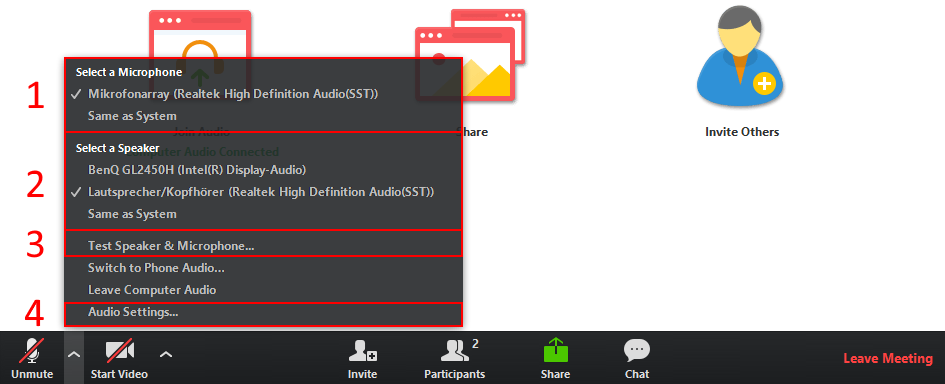 1
Select a Microphone
Mikrofonarray (Realtek High Definition Audio(SST))
Same as System
Join Audio
Computer Audio Connected
Share
Invite Others
2
Select a Speaker
BenQ GL2450H (Intel(R) Display-Audio)
Lautsprecher/Kopfhörer (Realtek High Definition Audio(SST))
Same as System
3
Test Speaker & Microphone...
Switch to Phone Audio...
Leave Computer Audio
4
Audio Settings...
Unmute
Start Video
Invite
2
Participants
Share
Chat
Leave Meeting